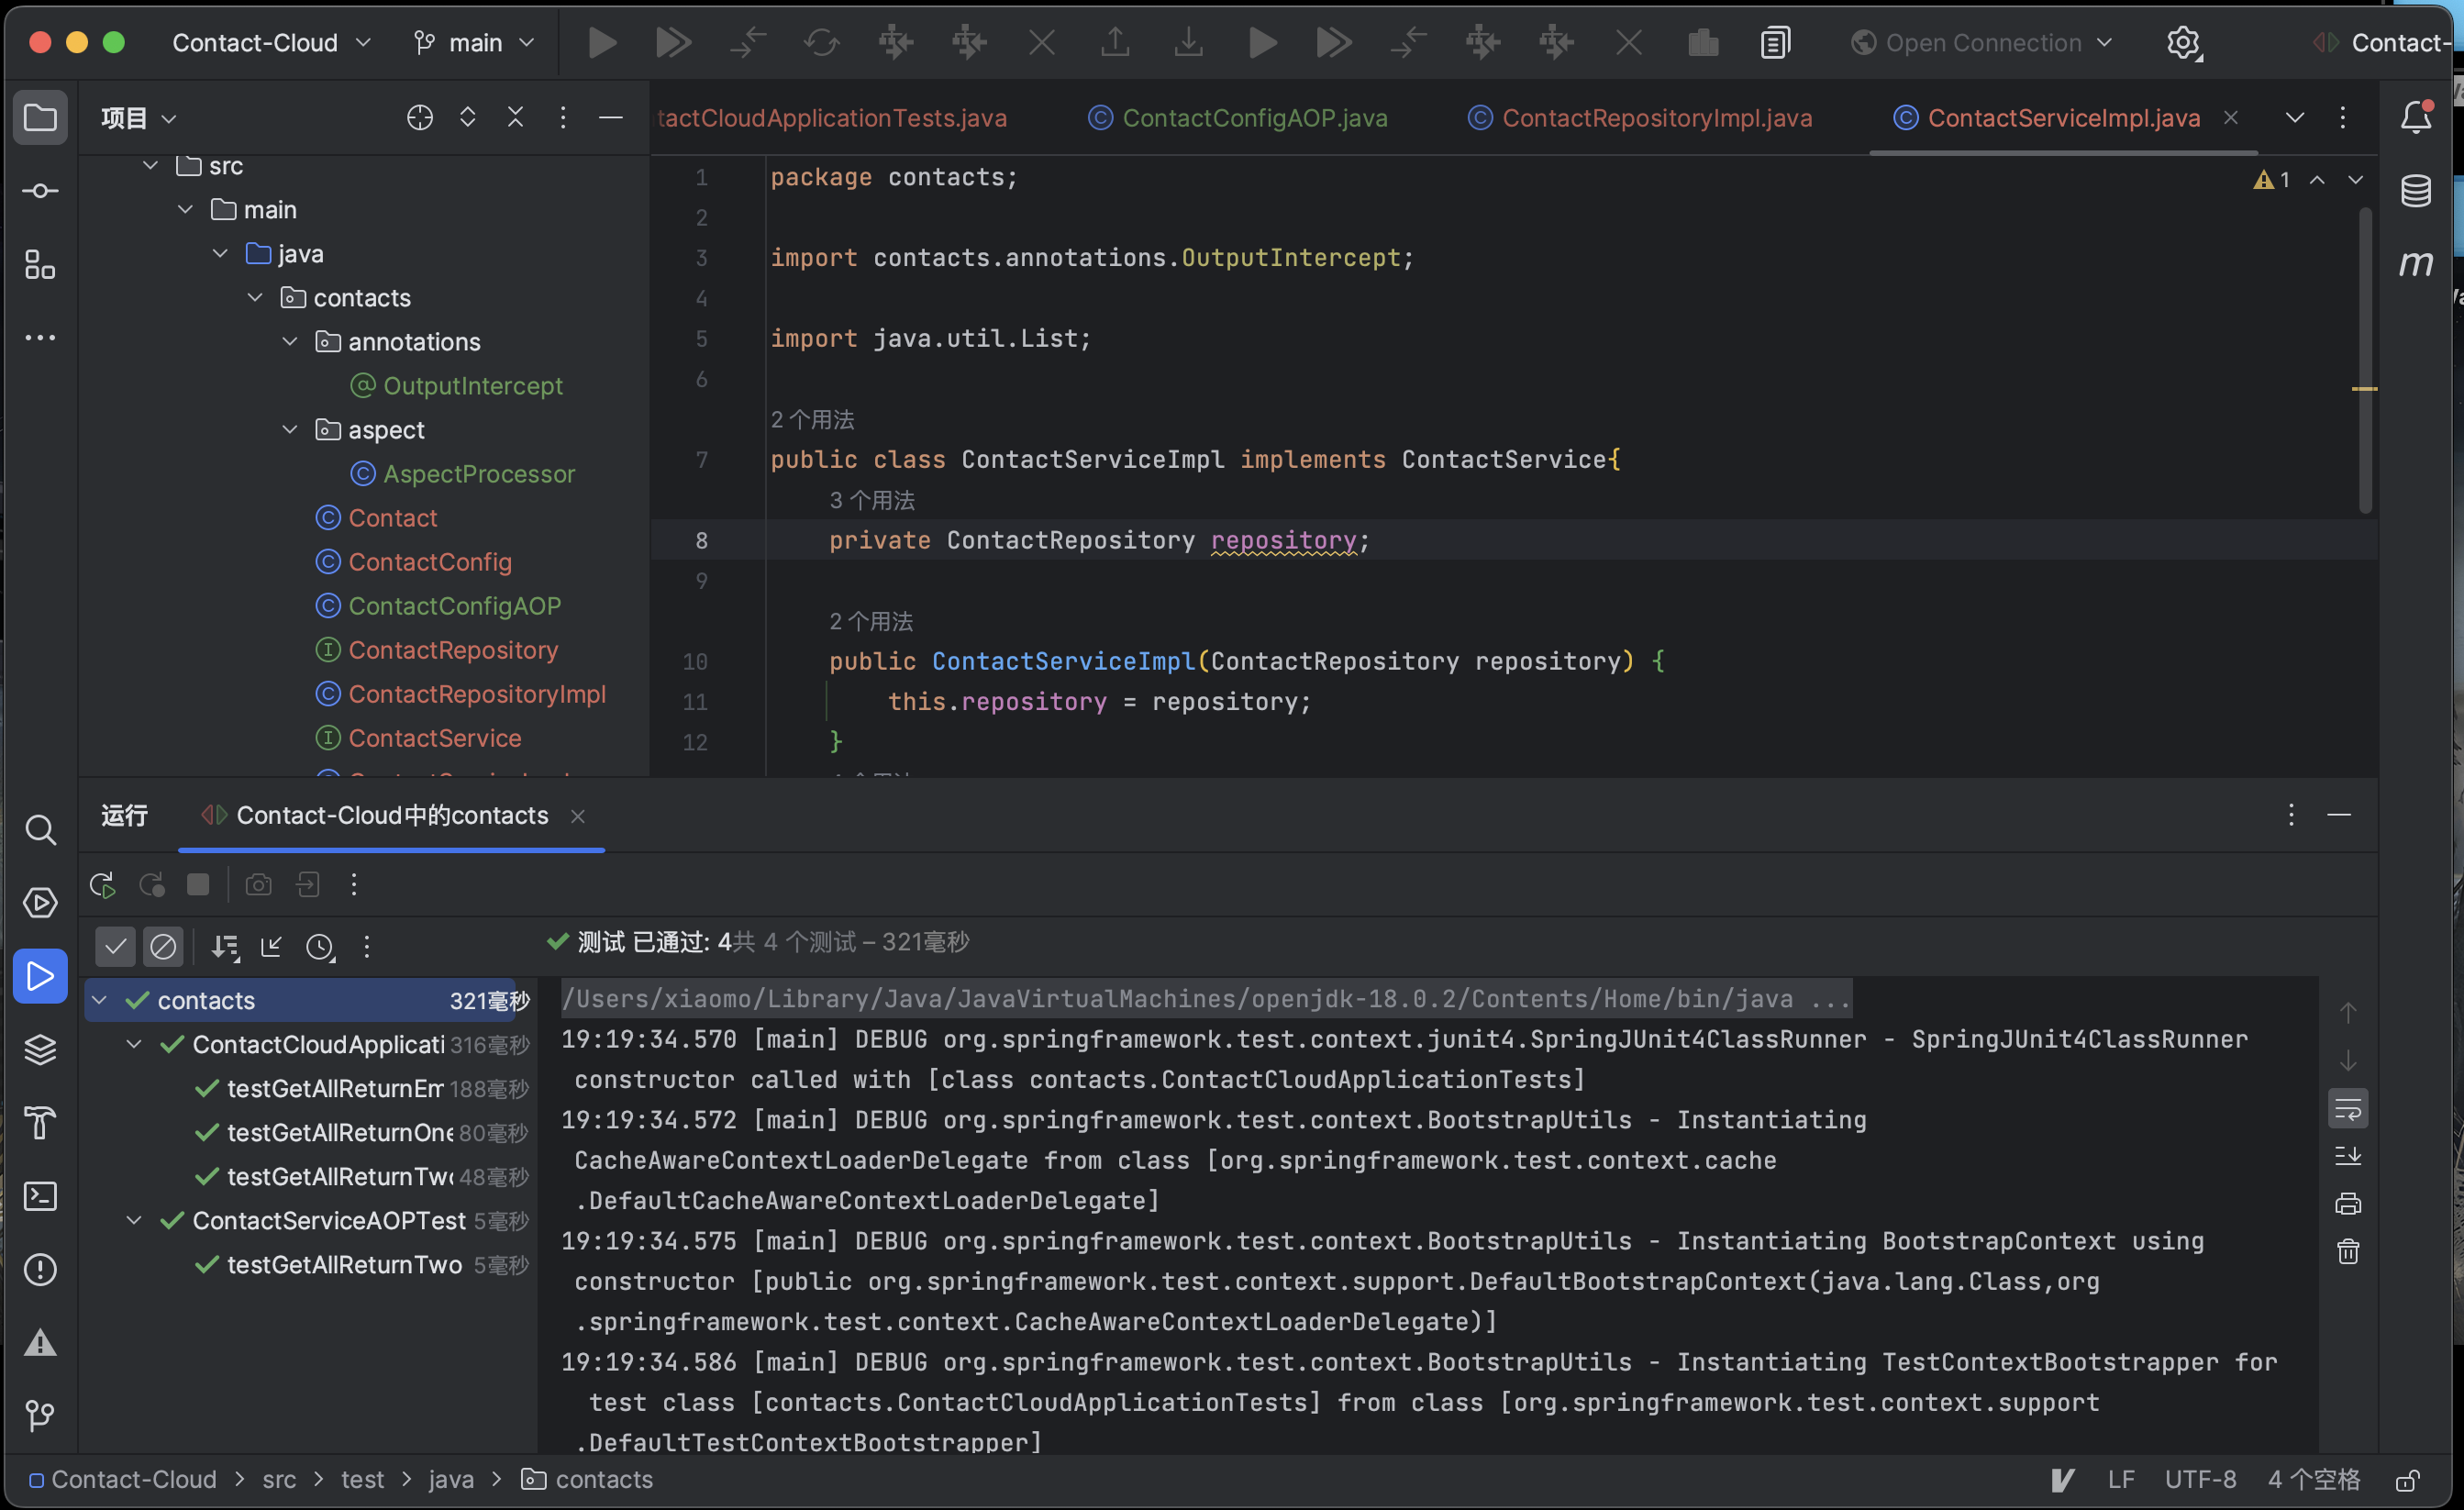 Contact-Cloud
main
Open Connection
Contact-
项目
tactCloudApplicationTests.java
ContactConfigAOP.java
ContactRepositoryImpl.java
ContactServiceImpl.java
src
main
java
contacts
annotations
OutputIntercept
aspect
AspectProcessor
Contact
ContactConfig
ContactConfigAOP
ContactRepository
ContactRepositoryImpl
ContactService
1 package contacts;
2
3 import contacts.annotations.OutputIntercept;
4
5 import java.util.List;
6
2 个用法
7 public class ContactServiceImpl implements ContactService{
3 个用法
8 private ContactRepository repository;
9
2 个用法
10 public ContactServiceImpl(ContactRepository repository) {
11 this.repository = repository;
12 }
1
m
运行
Contact-Cloud中的contacts
测试 已通过: 4共 4 个测试 – 321毫秒
contacts 321毫秒
ContactCloudApplicati 316毫秒
testGetAllReturnEm 188毫秒
testGetAllReturnOne 80毫秒
testGetAllReturnTwo 48毫秒
ContactServiceAOPTest 5毫秒
testGetAllReturnTwo 5毫秒
/Users/xiaomo/Library/Java/JavaVirtualMachines/openjdk-18.0.2/Contents/Home/bin/java ...
19:19:34.570 [main] DEBUG org.springframework.test.context.junit4.SpringJUnit4ClassRunner - SpringJUnit4ClassRunner
constructor called with [class contacts.ContactCloudApplicationTests]
19:19:34.572 [main] DEBUG org.springframework.test.context.BootstrapUtils - Instantiating
CacheAwareContextLoaderDelegate from class [org.springframework.test.context.cache
.DefaultCacheAwareContextLoaderDelegate]
19:19:34.575 [main] DEBUG org.springframework.test.context.BootstrapUtils - Instantiating BootstrapContext using
constructor [public org.springframework.test.context.support.DefaultBootstrapContext(java.lang.Class,org
.springframework.test.context.CacheAwareContextLoaderDelegate)]
19:19:34.586 [main] DEBUG org.springframework.test.context.BootstrapUtils - Instantiating TestContextBootstrapper for
test class [contacts.ContactCloudApplicationTests] from class [org.springframework.test.context.support
.DefaultTestContextBootstrapper]
Contact-Cloud > src > test > java > contacts
LF
UTF-8
4 个空格